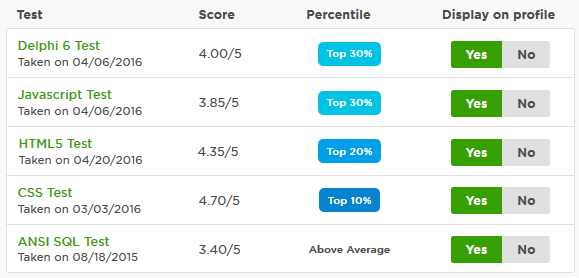 Test Score Percentile Display on profile
Delphi 6 Test
Taken on 04/06/2016
4.00/5 Top 30% Yes No
Javascript Test
Taken on 04/06/2016
3.85/5 Top 30% Yes No
HTML5 Test
Taken on 04/20/2016
4.35/5 Top 20% Yes No
CSS Test
Taken on 03/03/2016
4.70/5 Top 10% Yes No
ANSI SQL Test
Taken on 08/18/2015
3.40/5 Above Average Yes No